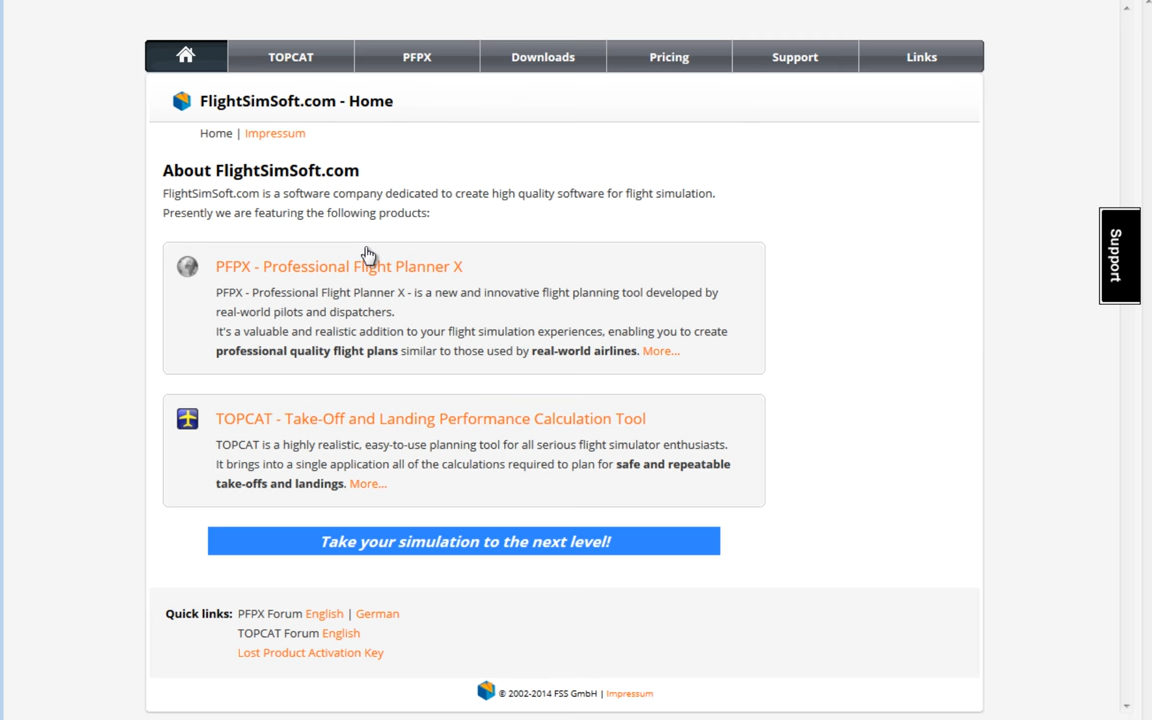 TOPCAT PFPX Downloads Pricing Support Links
FlightSimSoft.com - Home
Home | Impressum
About FlightSimSoft.com
FlightSimSoft.com is a software company dedicated to create high quality software for flight simulation.
Presently we are featuring the following products:
PFPX - Professional Flight Planner X
PFPX - Professional Flight Planner X - is a new and innovative flight planning tool developed by
real-world pilots and dispatchers.
It's a valuable and realistic addition to your flight simulation experiences, enabling you to create
professional quality flight plans similar to those used by real-world airlines. More...
TOPCAT - Take-Off and Landing Performance Calculation Tool
TOPCAT is a highly realistic, easy-to-use planning tool for all serious flight simulator enthusiasts.
It brings into a single application all of the calculations required to plan for safe and repeatable
take-offs and landings. More...
Take your simulation to the next level!
Quick links: PFPX Forum English | German
TOPCAT Forum English
Lost Product Activation Key
© 2002-2014 FSS GmbH | Impressum
Support